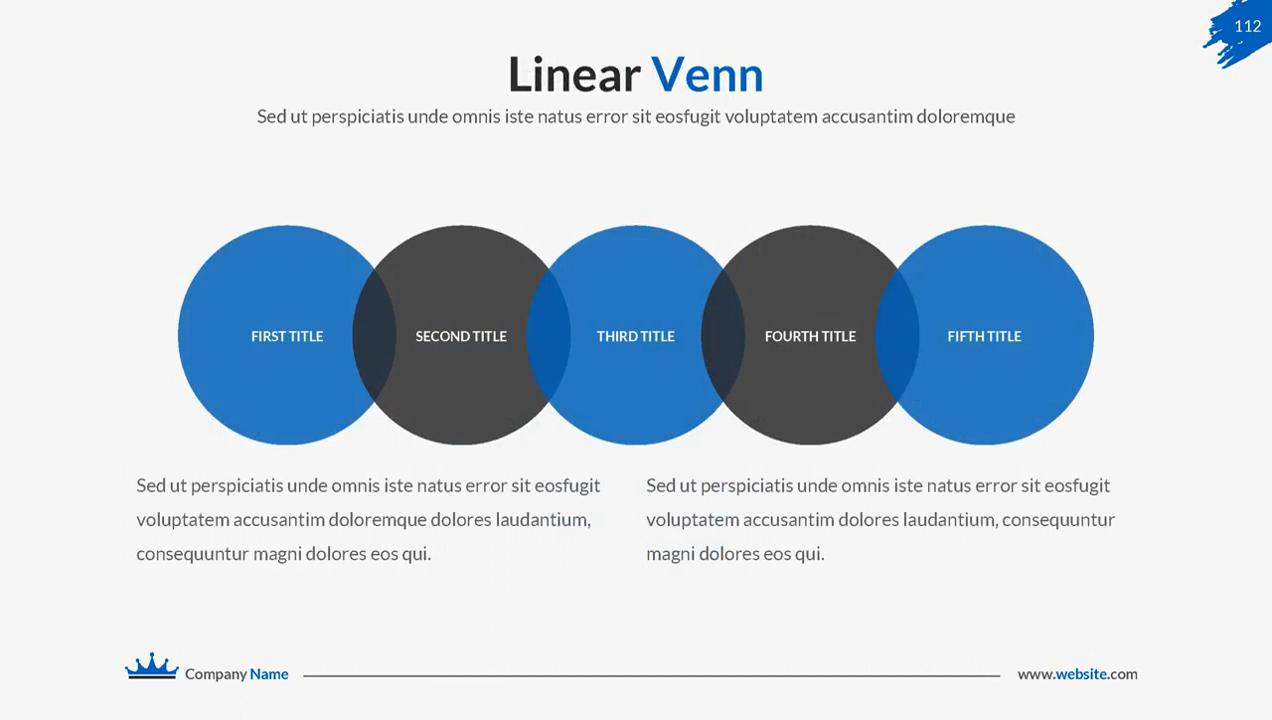 112
Linear Venn
Sed ut perspiciatis unde omnis iste natus error sit eosfugit voluptatem accusantim doloremque
FIRST TITLE
SECOND TITLE
THIRD TITLE
FOURTH TITLE
FIFTH TITLE
Sed ut perspiciatis unde omnis iste natus error sit eosfugit
voluptatem accusantim doloremque dolores laudantium,
consequuntur magni dolores eos qui.
Sed ut perspiciatis unde omnis iste natus error sit eosfugit
voluptatem accusantim dolores laudantium, consequuntur
magni dolores eos qui.
Company Name
www.website.com